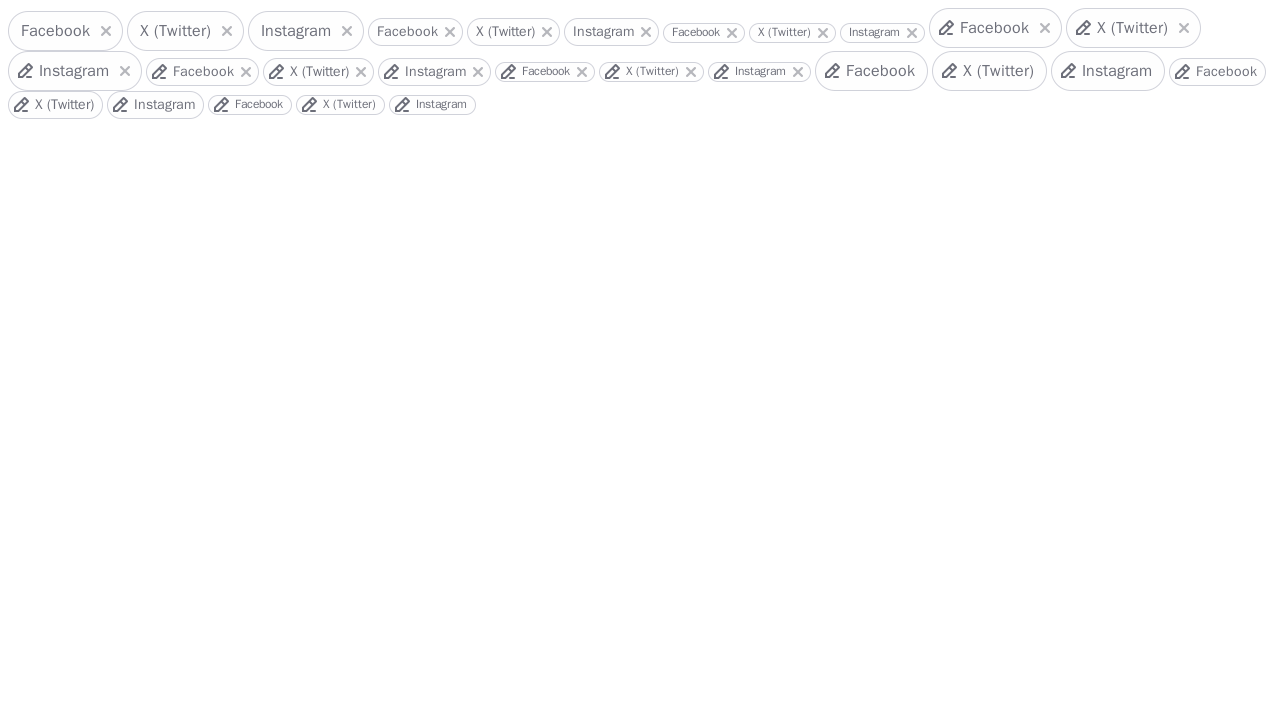 Facebook X (Twitter) Instagram Facebook X (Twitter) Instagram Facebook X (Twitter) Instagram Facebook X (Twitter)
Instagram Facebook X (Twitter) Instagram Facebook X (Twitter) Instagram Facebook X (Twitter) Instagram Facebook
X (Twitter) Instagram Facebook X (Twitter) Instagram